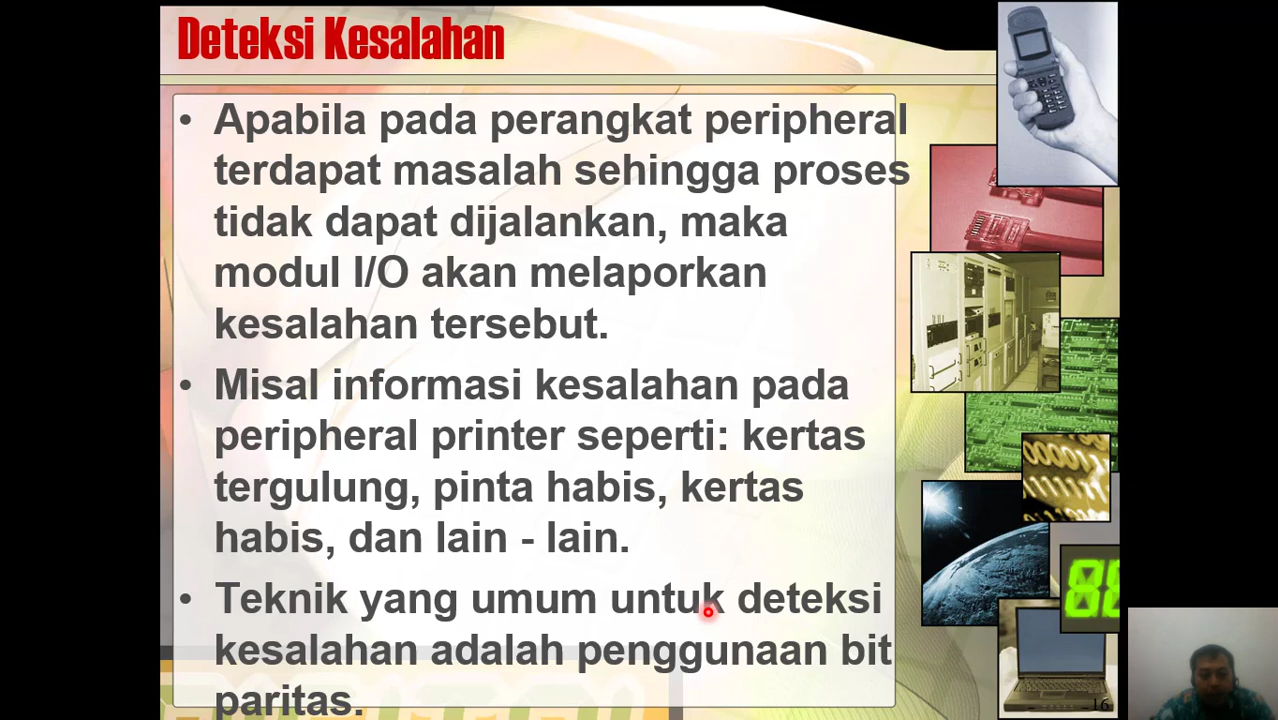 Deteksi Kesalahan
• Apabila pada perangkat peripheral
terdapat masalah sehingga proses
tidak dapat dijalankan, maka
modul I/O akan melaporkan
kesalahan tersebut.
• Misal informasi kesalahan pada
peripheral printer seperti: kertas
tergulung, pinta habis, kertas
habis, dan lain - lain.
• Teknik yang umum untuk deteksi
kesalahan adalah penggunaan bit
paritas.
16